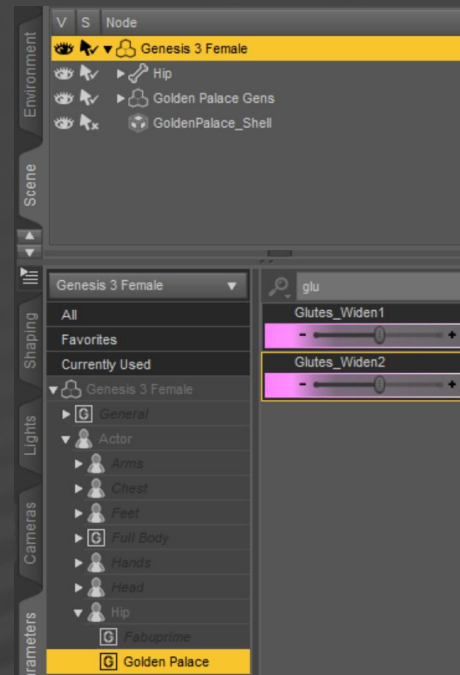 V S Node
Genesis 3 Female
Hip
Golden Palace Gens
GoldenPalace_Shell
Environment
Scene
Shaping
Lights
Cameras
rameters
Genesis 3 Female
All
Favorites
Currently Used
Genesis 3 Female
G General
Actor
Arms
Chest
Feet
G Full Body
Hands
Head
Hip
G Fabuprime
G Golden Palace
glu
Glutes_Widen1
- +
Glutes_Widen2
- +